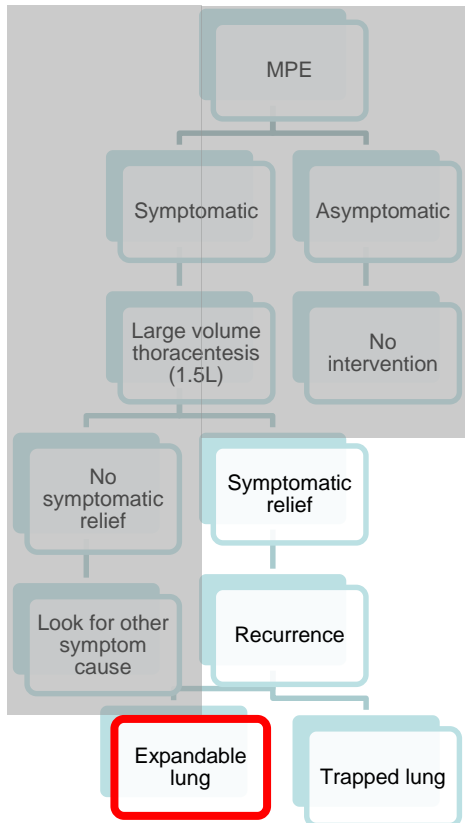 MPE
Symptomatic
Asymptomatic
Large volume
thoracentesis
(1.5L)
No
intervention
No
symptomatic
relief
Symptomatic
relief
Look for other
symptom
cause
Recurrence
Expandable
lung
Trapped lung